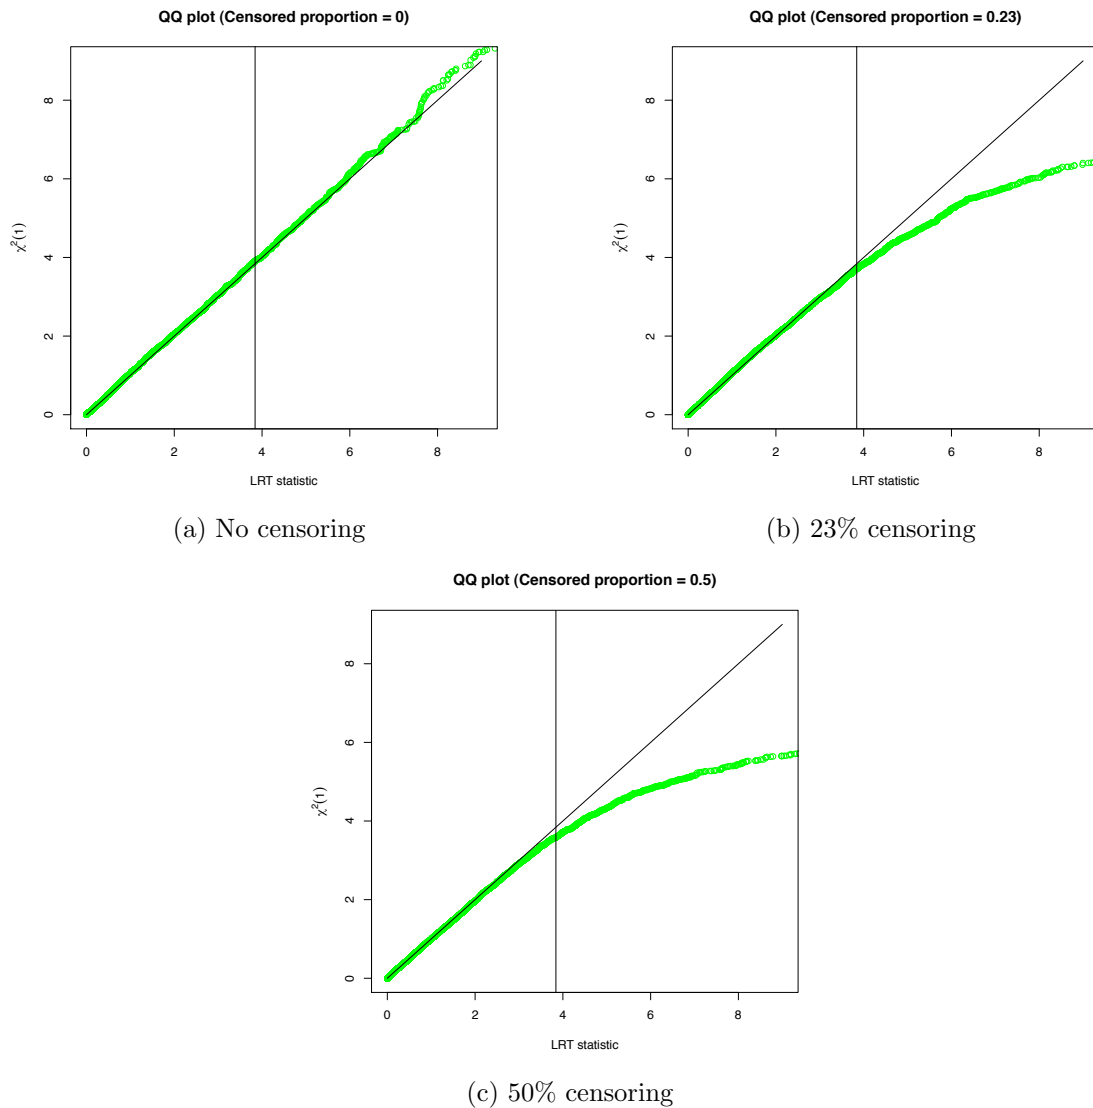 QQ plot (Censored proportion = 0)
8
6
4
2
0
χ²(1)
0 2 4 6 8
LRT statistic
(a) No censoring
QQ plot (Censored proportion = 0.23)
8
6
4
2
0
χ²(1)
0 2 4 6 8
LRT statistic
(b) 23% censoring
QQ plot (Censored proportion = 0.5)
8
6
4
2
0
χ²(1)
0 2 4 6 8
LRT statistic
(c) 50% censoring